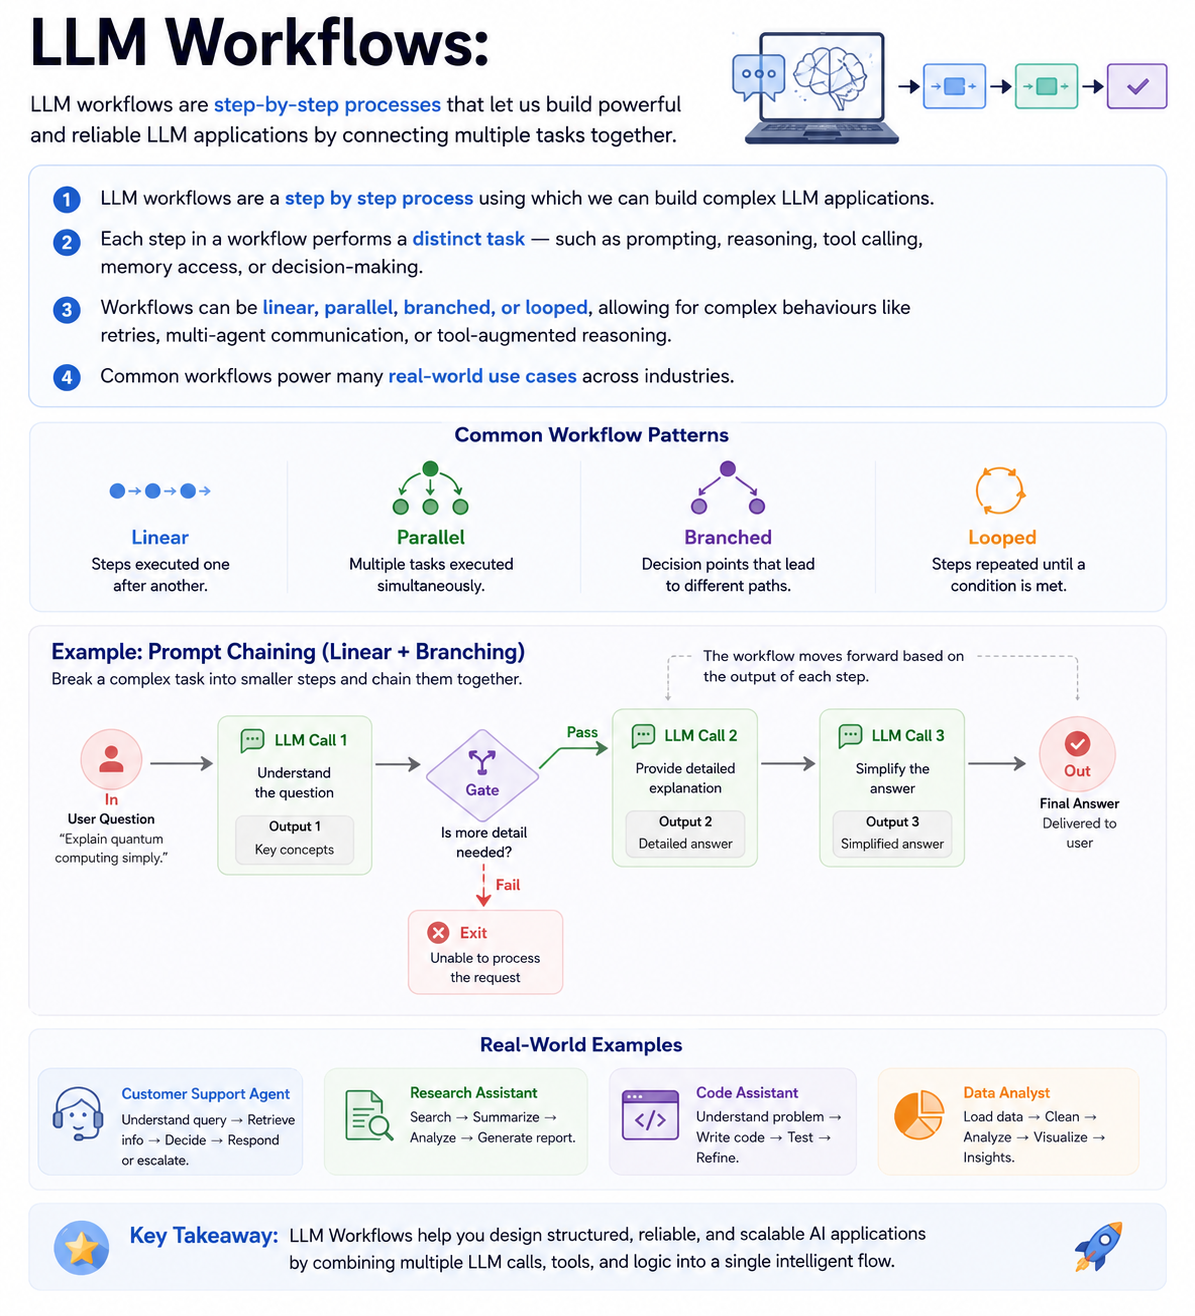 LLM Workflows:
LLM workflows are step-by-step processes that let us build powerful
and reliable LLM applications by connecting multiple tasks together.
1 LLM workflows are a step by step process using which we can build complex LLM applications.
2 Each step in a workflow performs a distinct task — such as prompting, reasoning, tool calling,
memory access, or decision-making.
3 Workflows can be linear, parallel, branched, or looped, allowing for complex behaviours like
retries, multi-agent communication, or tool-augmented reasoning.
4 Common workflows power many real-world use cases across industries.
Common Workflow Patterns
Linear
Steps executed one
after another.
Parallel
Multiple tasks executed
simultaneously.
Branched
Decision points that lead
to different paths.
Looped
Steps repeated until a
condition is met.
Example: Prompt Chaining (Linear + Branching)
Break a complex task into smaller steps and chain them together.
The workflow moves forward based on
the output of each step.
In
User Question
“Explain quantum
computing simply.”
LLM Call 1
Understand
the question
Output 1
Key concepts
Gate
Is more detail
needed?
Pass
Fail
Exit
Unable to process
the request
LLM Call 2
Provide detailed
explanation
Output 2
Detailed answer
LLM Call 3
Simplify the
answer
Output 3
Simplified answer
Out
Final Answer
Delivered to
user
Real-World Examples
Customer Support Agent
Understand query → Retrieve
info → Decide → Respond
or escalate.
Research Assistant
Search → Summarize →
Analyze → Generate report.
Code Assistant
Understand problem →
Write code → Test →
Refine.
Data Analyst
Load data → Clean →
Analyze → Visualize →
Insights.
Key Takeaway: LLM Workflows help you design structured, reliable, and scalable AI applications
by combining multiple LLM calls, tools, and logic into a single intelligent flow.